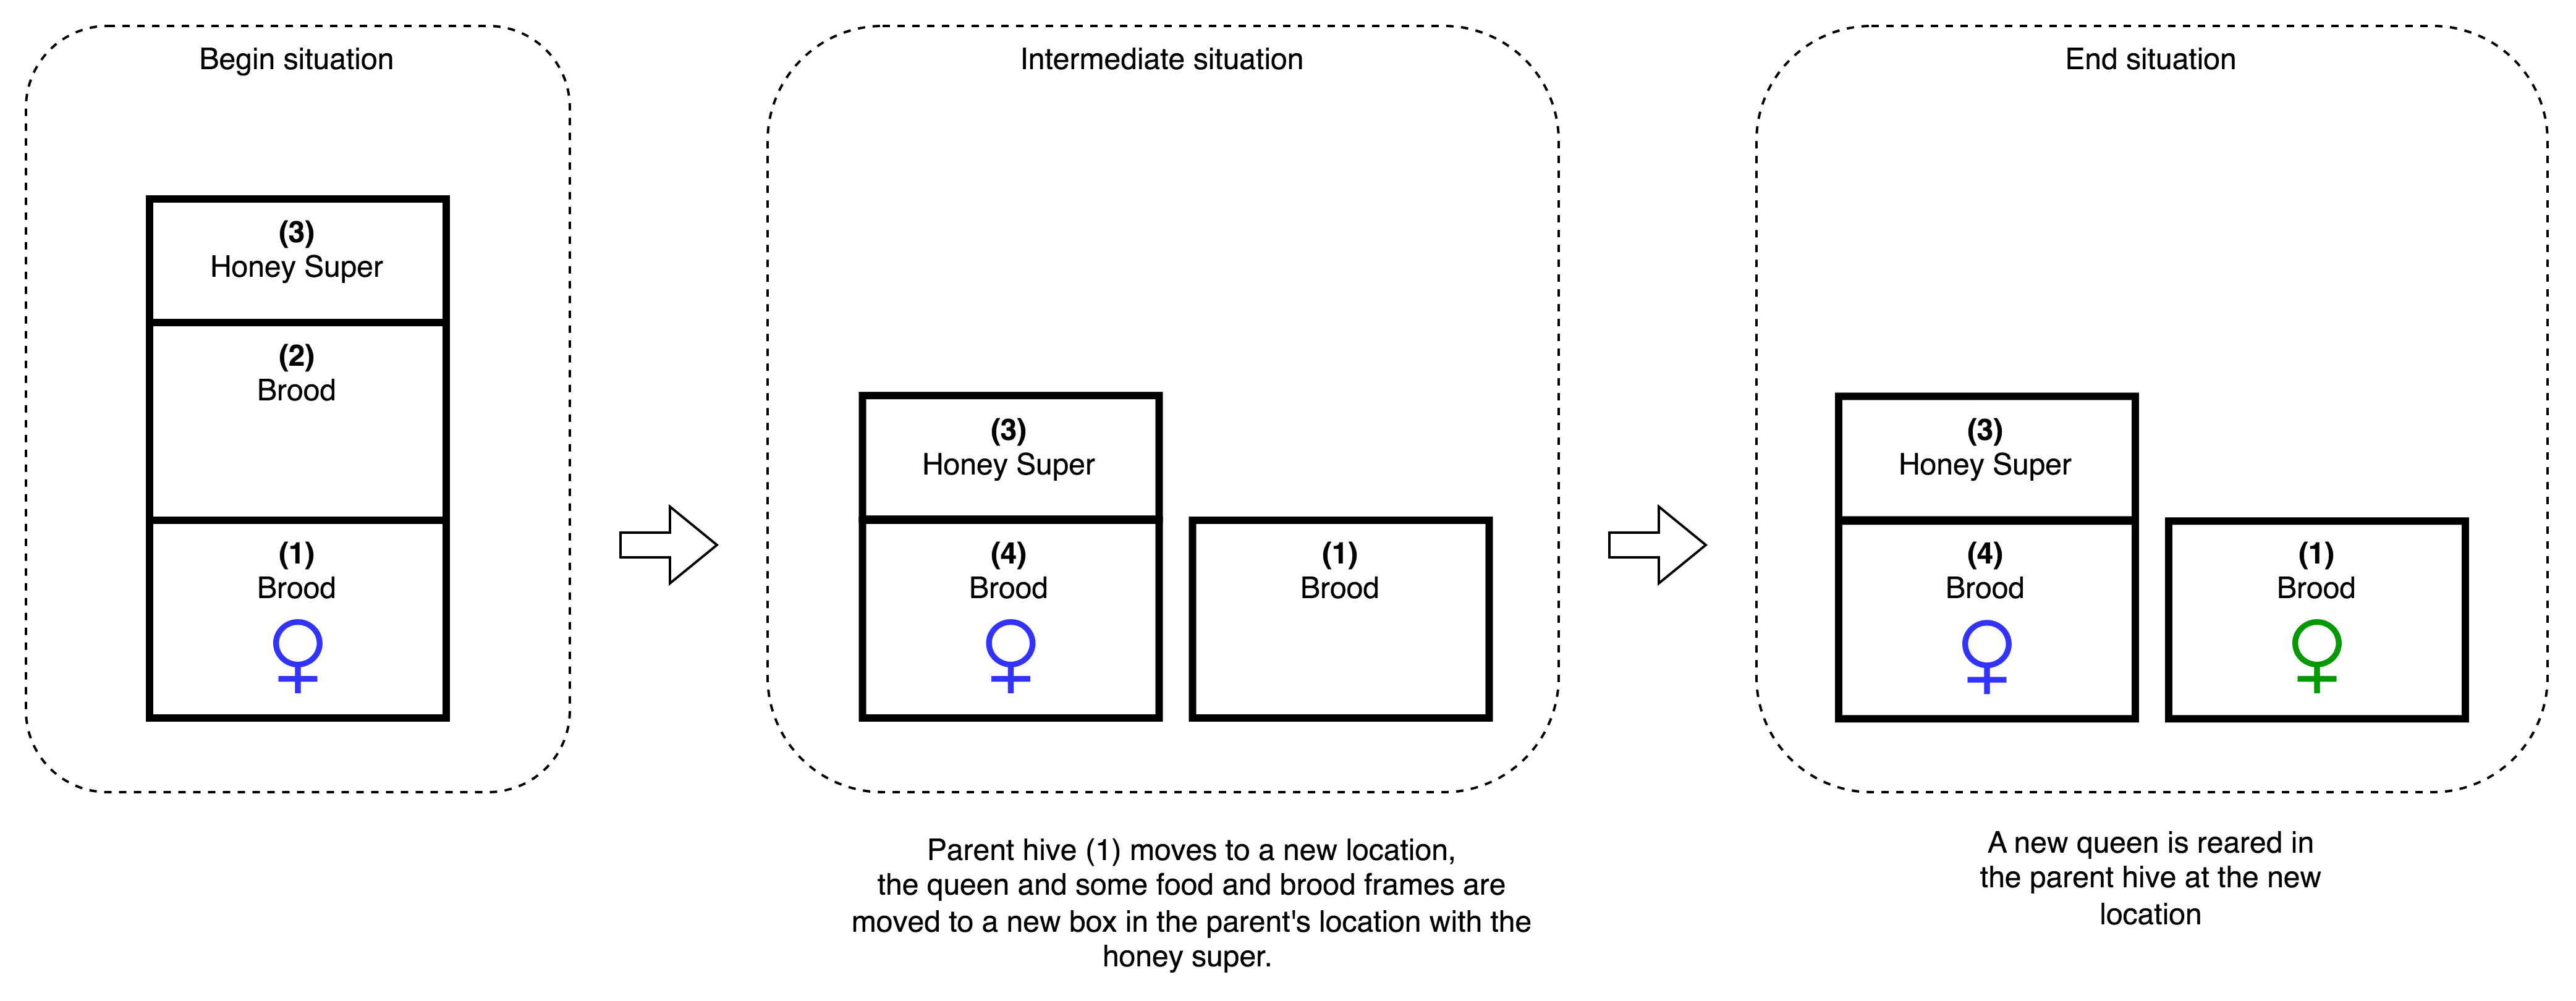 Begin situation
(3)
Honey Super
(2)
Brood
(1)
Brood
Intermediate situation
(3)
Honey Super
(4)
Brood
(1)
Brood
Parent hive (1) moves to a new location,
the queen and some food and brood frames are
moved to a new box in the parent's location with the
honey super.
End situation
(3)
Honey Super
(4)
Brood
(1)
Brood
A new queen is reared in
the parent hive at the new
location